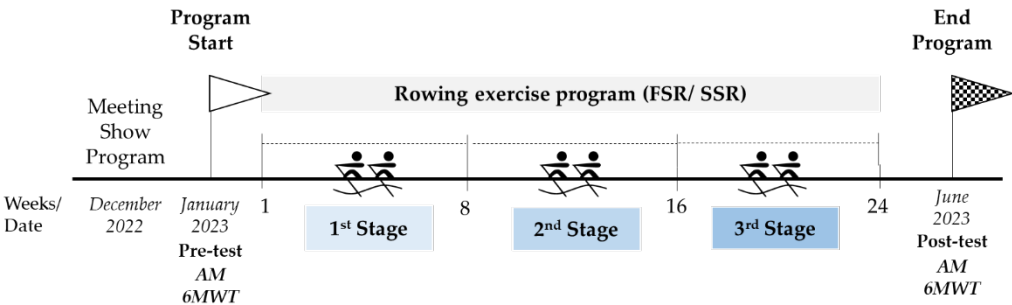 Program
Start
End
Program
Rowing exercise program (FSR/ SSR)
Meeting
Show
Program
Weeks/
Date
December
2022
January
2023
Pre-test
AM
6MWT
1
1st Stage
8
2nd Stage
16
3rd Stage
24
June
2023
Post-test
AM
6MWT